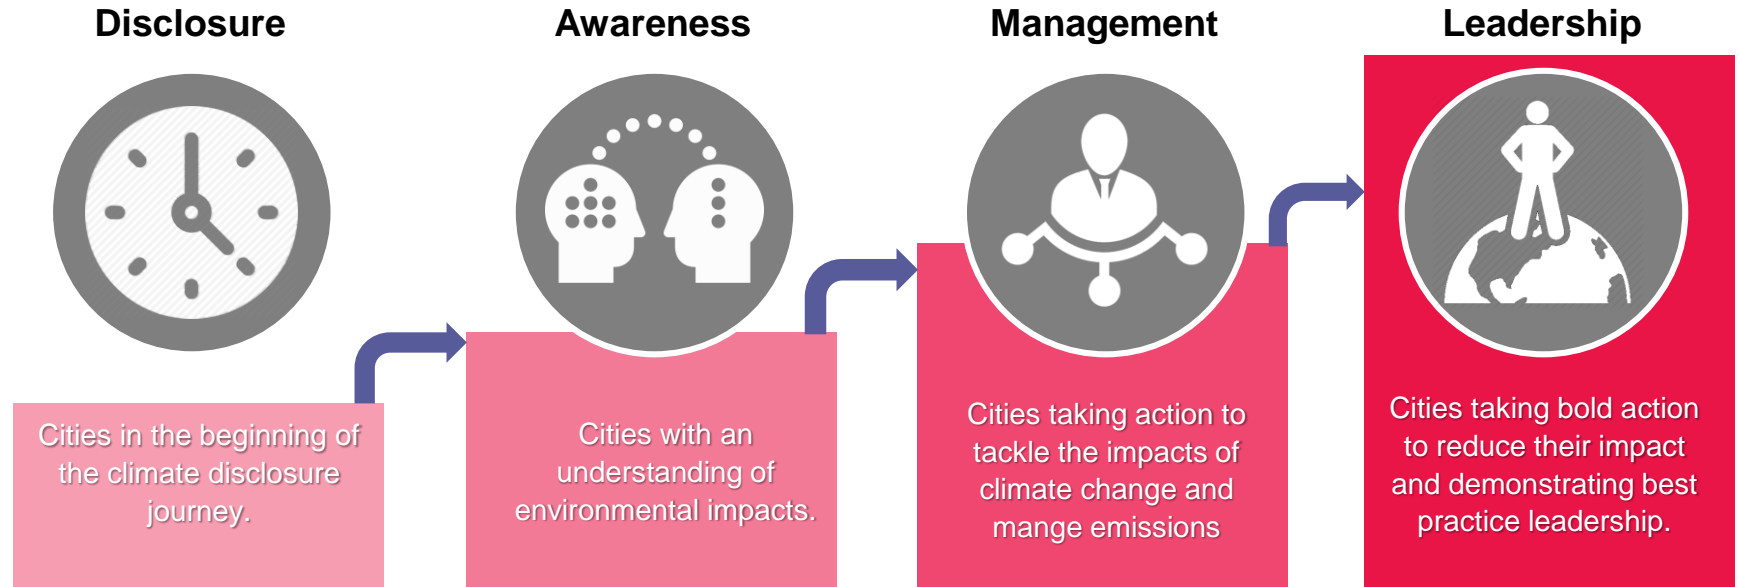 Disclosure
Awareness
Management
Leadership
Cities in the beginning of
the climate disclosure
journey.
Cities with an
understanding of
environmental impacts.
Cities taking action to
tackle the impacts of
climate change and
mange emissions
Cities taking bold action
to reduce their impact
and demonstrating best
practice leadership.